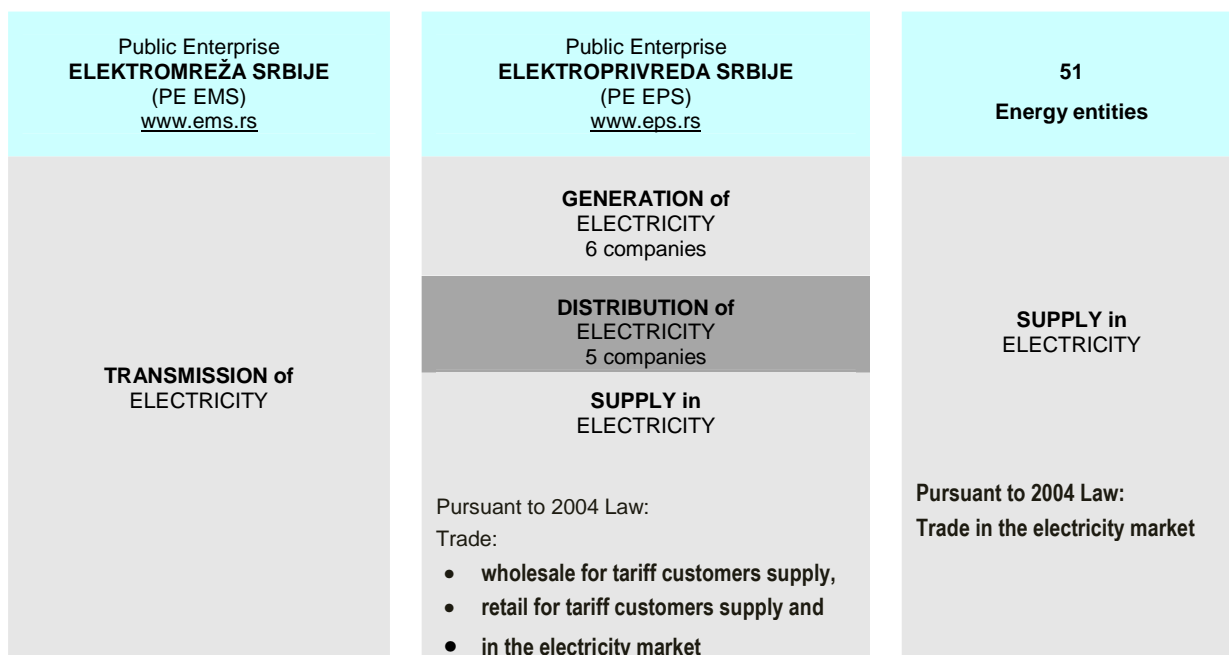 Public Enterprise
ELEKTROMREŽA SRBIJE
(PE EMS)
www.ems.rs
TRANSMISSION of
ELECTRICITY
Public Enterprise
ELEKTROPRIVREDA SRBIJE
(PE EPS)
www.eps.rs
GENERATION of
ELECTRICITY
6 companies
DISTRIBUTION of
ELECTRICITY
5 companies
SUPPLY in
ELECTRICITY
Pursuant to 2004 Law:
Trade:
• wholesale for tariff customers supply,
• retail for tariff customers supply and
• in the electricity market
51
Energy entities
SUPPLY in
ELECTRICITY
Pursuant to 2004 Law:
Trade in the electricity market